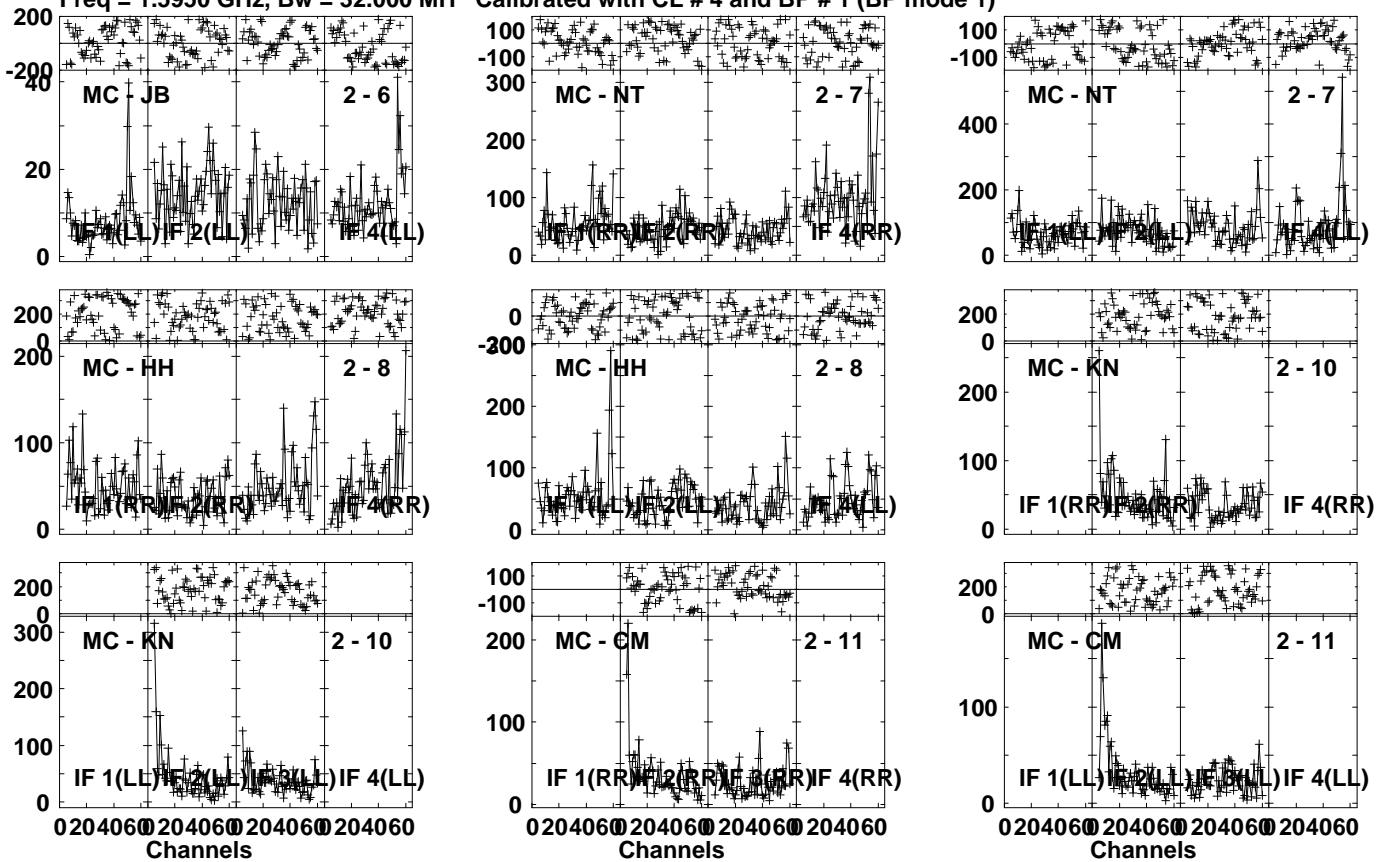 Freq = 1.5950 GHz, Bw = 32.000 MH Calibrated with CL # 4 and BP # 1 (BP mode 1)
200
-200
40
20
0
MC - JB 2 - 6
IF 1(LL) IF 2(LL) IF 4(LL)
100
-100
300
200
100
0
MC - NT 2 - 7
IF 1(RR) IF 2(RR) IF 4(RR)
100
-100
400
200
0
MC - NT 2 - 7
IF 1(LL) IF 2(LL) IF 4(LL)
200
0
200
100
0
MC - HH 2 - 8
IF 1(RR) IF 2(RR) IF 4(RR)
0
200
100
0
MC - HH 2 - 8
IF 1(LL) IF 2(LL) IF 4(LL)
200
0
200
100
0
MC - KN 2 - 10
IF 1(RR) IF 2(RR) IF 4(RR)
200
0
300
200
100
0
MC - KN 2 - 10
IF 1(LL) IF 2(LL) IF 3(LL) IF 4(LL)
0 20 40 60 0 20 40 60 0 20 40 60 0 20 40 60
Channels
100
-100
200
100
0
MC - CM 2 - 11
IF 1(RR) IF 2(RR) IF 3(RR) IF 4(RR)
0 20 40 60 0 20 40 60 0 20 40 60 0 20 40 60
Channels
200
0
100
0
MC - CM 2 - 11
IF 1(LL) IF 2(LL) IF 3(LL) IF 4(LL)
0 20 40 60 0 20 40 60 0 20 40 60 0 20 40 60
Channels